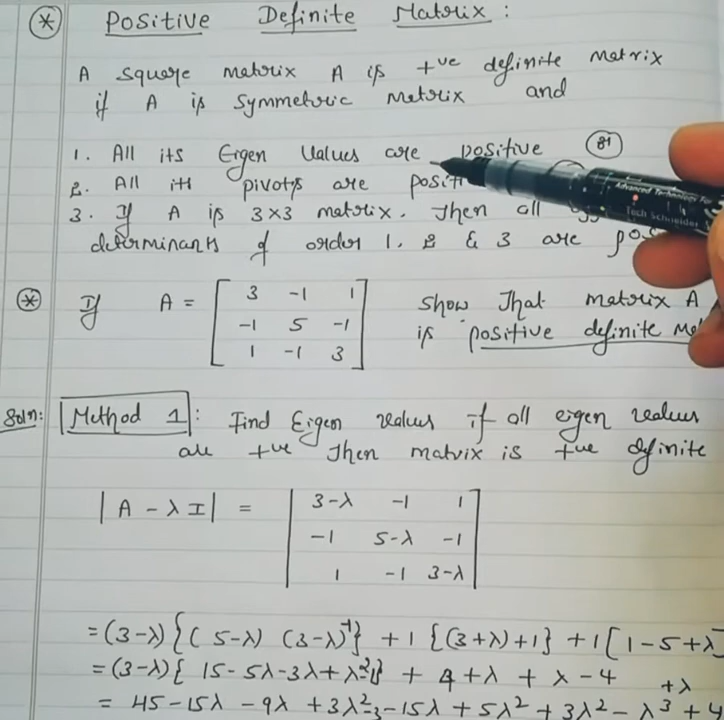 * Positive Definite Matrix :
A square matrix A is +ve definite matrix
if A is symmetric matrix and
1. All its Eigen values are positive or
2. All its pivots are
3. If A is 3×3 matrix. Then all
determinants of order 1, 2 & 3 are
* If A = [ 3 -1 1
-1 5 -1
1 -1 3 ] show that matrix A
is positive definite
Soln: Method 1 : Find Eigen values if all eigen values
are +ve then matrix is +ve definite
|A - λI| = | 3-λ -1 1
-1 5-λ -1
1 -1 3-λ |
= (3-λ) {(5-λ) (3-λ)-1} + 1 {(3+λ)+1} + 1[1-5+λ]
= (3-λ) { 15-5λ-3λ+λ²-1} + 4+λ + λ-4
+λ
= 45-15λ - 9λ + 3λ²-3-15λ + 5λ² + 3λ² - λ³ + 4
Advanced Technology
Tech Schneider